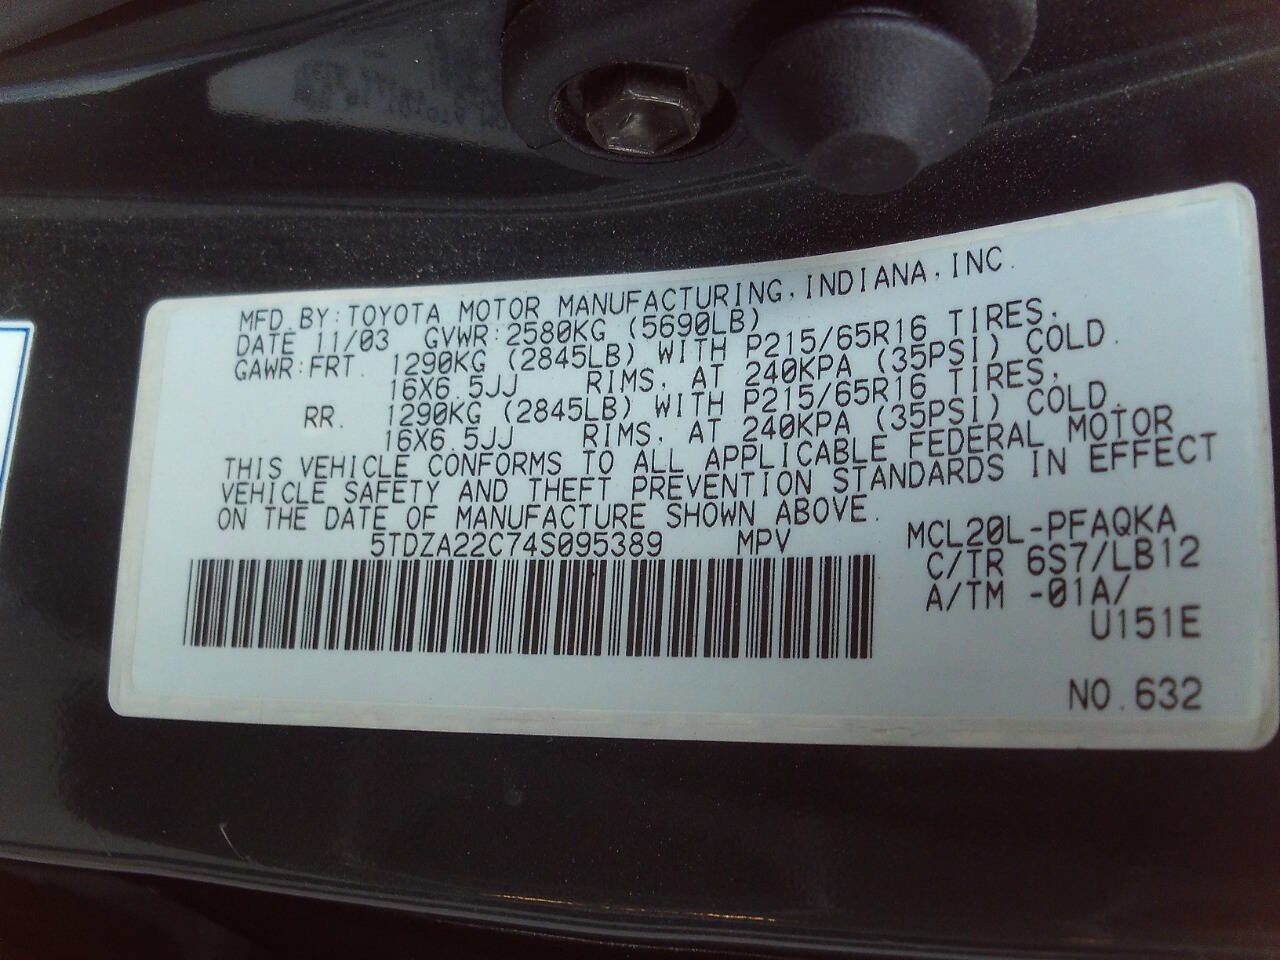 MFD. BY: TOYOTA MOTOR MANUFACTURING, INDIANA, INC.
DATE 11/03 GVWR: 2580KG (5690LB)
GAWR: FRT. 1290KG (2845LB) WITH P215/65R16 TIRES,
16X6.5JJ RIMS, AT 240KPA (35PSI) COLD.
RR. 1290KG (2845LB) WITH P215/65R16 TIRES,
16X6.5JJ RIMS, AT 240KPA (35PSI) COLD.
THIS VEHICLE CONFORMS TO ALL APPLICABLE FEDERAL MOTOR
VEHICLE SAFETY AND THEFT PREVENTION STANDARDS IN EFFECT
ON THE DATE OF MANUFACTURE SHOWN ABOVE.
5TDZA22C74S095389 MPV
MCL20L-PFAQKA
C/TR 6S7/LB12
A/TM -01A/
U151E
NO. 632